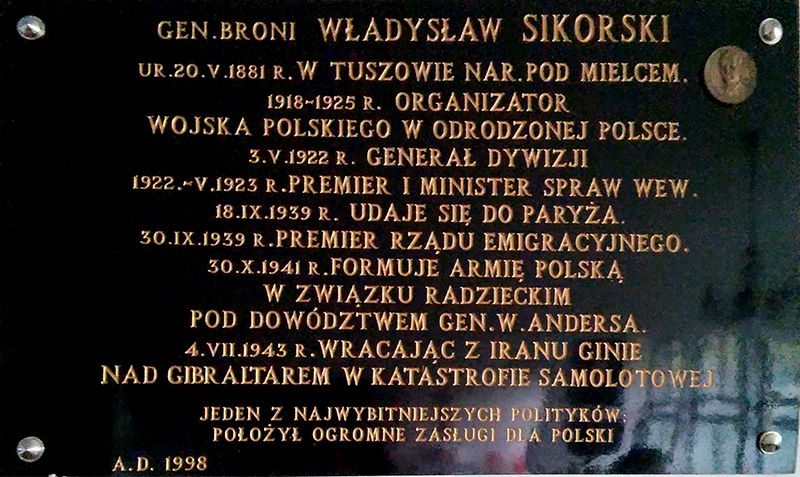 GEN. BRONI WŁADYSŁAW SIKORSKI
UR. 20. V. 1881 R. W TUSZOWIE NAR. POD MIELCEM.
1918-1925 R. ORGANIZATOR
WOJSKA POLSKIEGO W ODRODZONEJ POLSCE.
3. V. 1922 R. GENERAŁ DYWIZJI
1922.-V. 1923 R. PREMIER I MINISTER SPRAW WEW.
18. IX. 1939 R. UDAJE SIĘ DO PARYŻA.
30. IX. 1939 R. PREMIER RZĄDU EMIGRACYJNEGO.
30. X. 1941 R. FORMUJE ARMIĘ POLSKĄ
W ZWIĄZKU RADZIECKIM
POD DOWÓDZTWEM GEN. W. ANDERSA.
4. VII. 1943 R. WRACAJĄC Z IRANU GINIE
NAD GIBRALTAREM W KATASTROFIE SAMOLOTOWEJ
JEDEN Z NAJWYBITNIEJSZYCH POLITYKÓW;
POŁOŻYŁ OGROMNE ZASŁUGI DLA POLSKI
A.D. 1998